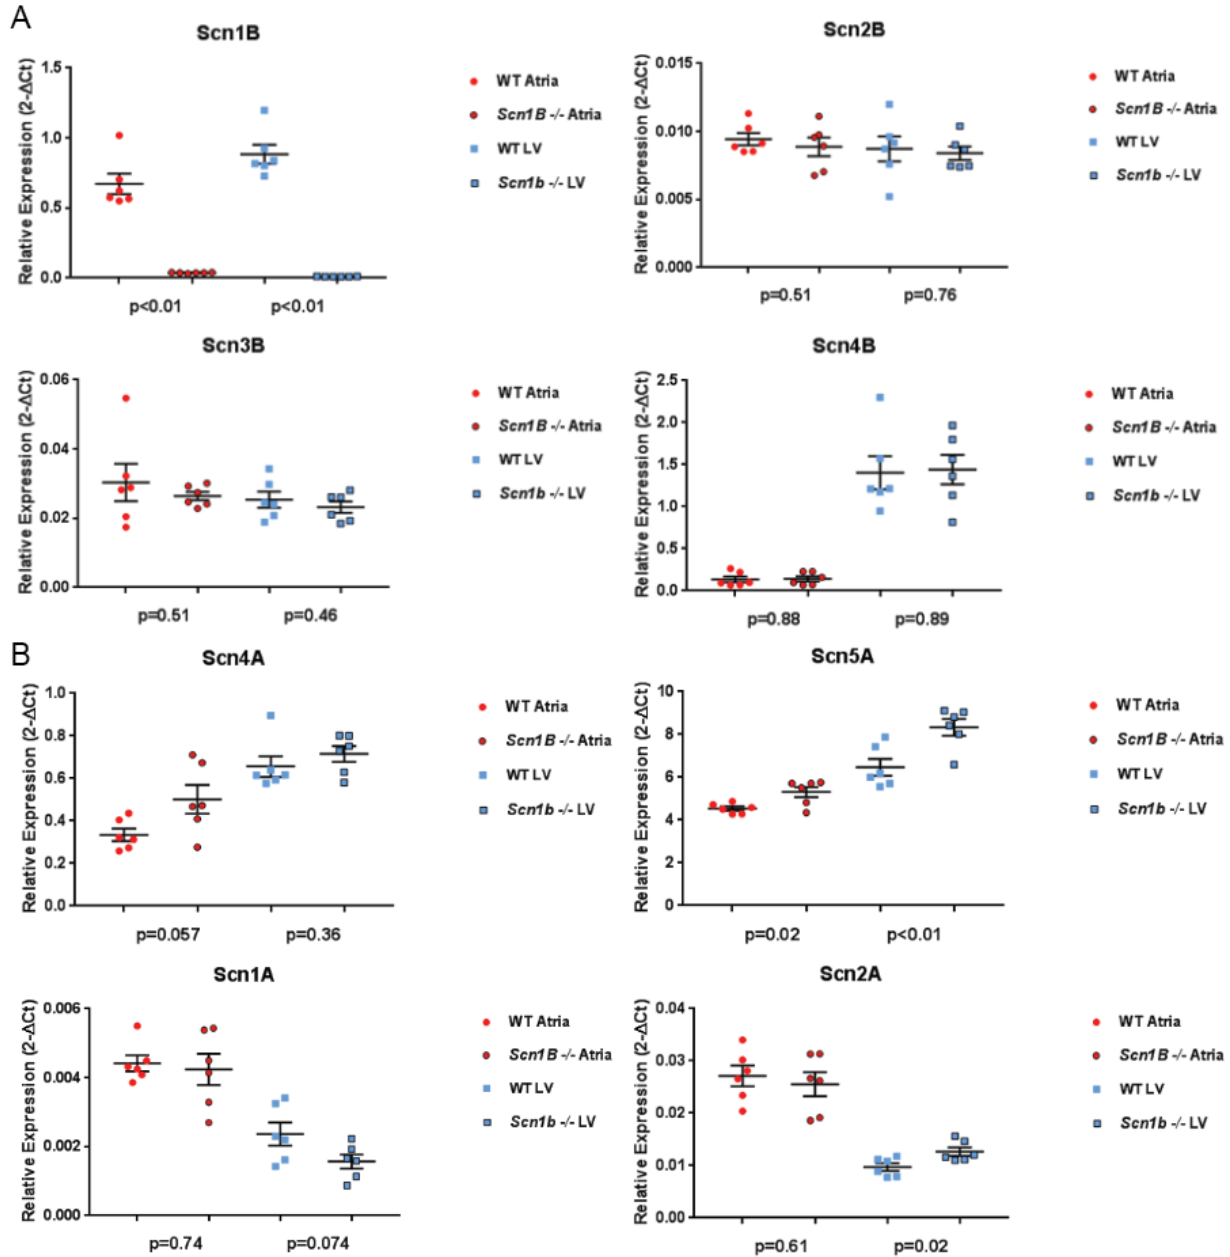 A
Scn1B
Relative Expression (2-ΔCt)
1.5
1.0
0.5
0.0
p<0.01
p<0.01
WT Atria
Scn1B -/- Atria
WT LV
Scn1b -/- LV
Scn2B
Relative Expression (2-ΔCt)
0.015
0.010
0.005
0.000
p=0.51
p=0.76
WT Atria
Scn1B -/- Atria
WT LV
Scn1b -/- LV
Scn3B
Relative Expression (2-ΔCt)
0.06
0.04
0.02
0.00
p=0.51
p=0.46
WT Atria
Scn1B -/- Atria
WT LV
Scn1b -/- LV
Scn4B
Relative Expression (2-ΔCt)
2.5
2.0
1.5
1.0
0.5
0.0
p=0.88
p=0.89
WT Atria
Scn1B -/- Atria
WT LV
Scn1b -/- LV
B
Scn4A
Relative Expression (2-ΔCt)
1.0
0.8
0.6
0.4
0.2
0.0
p=0.057
p=0.36
WT Atria
Scn1B -/- Atria
WT LV
Scn1b -/- LV
Scn5A
Relative Expression (2-ΔCt)
10
8
6
4
2
0
p=0.02
p<0.01
WT Atria
Scn1B -/- Atria
WT LV
Scn1b -/- LV
Scn1A
Relative Expression (2-ΔCt)
0.006
0.004
0.002
0.000
p=0.74
p=0.074
WT Atria
Scn1B -/- Atria
WT LV
Scn1b -/- LV
Scn2A
Relative Expression (2-ΔCt)
0.04
0.03
0.02
0.01
0.00
p=0.61
p=0.02
WT Atria
Scn1B -/- Atria
WT LV
Scn1b -/- LV